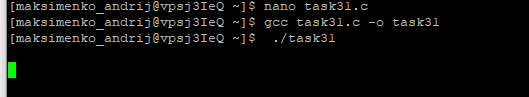 [maksimenko_andrij@vpsj3IeQ ~]$ nano task31.c
[maksimenko_andrij@vpsj3IeQ ~]$ gcc task31.c -o task31
[maksimenko_andrij@vpsj3IeQ ~]$  ./task31